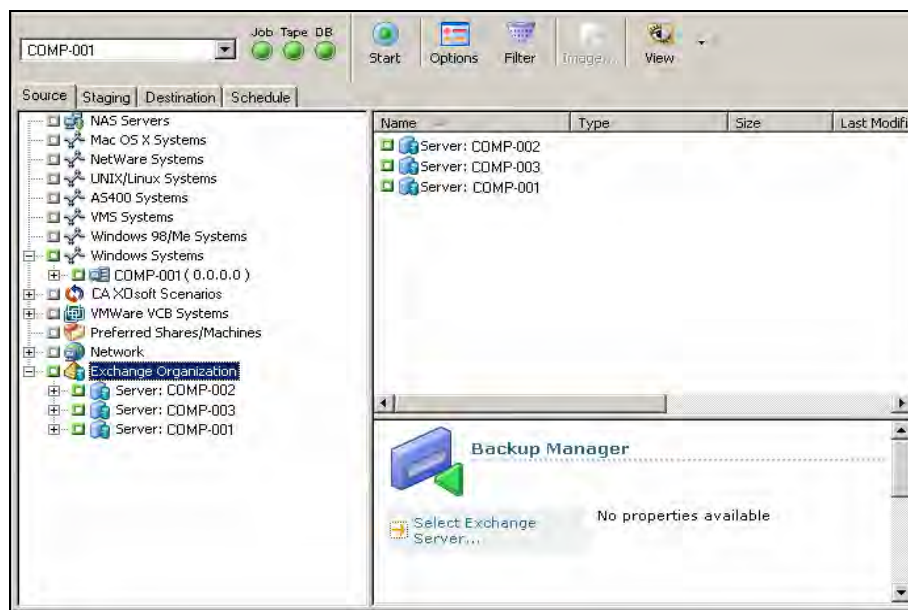 Job Tape DB
COMP-001
Start
Options
Filter
Image...
View
Source
Staging
Destination
Schedule
NAS Servers
Mac OS X Systems
NetWare Systems
UNIX/Linux Systems
AS400 Systems
VMS Systems
Windows 98/Me Systems
Windows Systems
COMP-001 ( 0.0.0.0 )
CA XOsoft Scenarios
VMWare VCB Systems
Preferred Shares/Machines
Network
Exchange Organization
Server: COMP-002
Server: COMP-003
Server: COMP-001
Name
Type
Size
Last Modifi
Server: COMP-002
Server: COMP-003
Server: COMP-001
Backup Manager
Select Exchange
Server...
No properties available